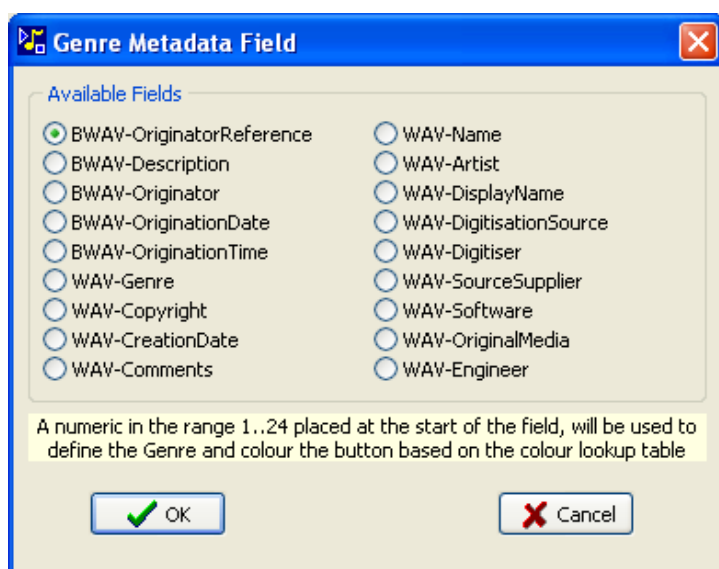 Genre Metadata Field
Available Fields
BWAV-OriginatorReference
BWAV-Description
BWAV-Originator
BWAV-OriginationDate
BWAV-OriginationTime
WAV-Genre
WAV-Copyright
WAV-CreationDate
WAV-Comments
WAV-Name
WAV-Artist
WAV-DisplayName
WAV-DigitisationSource
WAV-Digitiser
WAV-SourceSupplier
WAV-Software
WAV-OriginalMedia
WAV-Engineer
A numeric in the range 1..24 placed at the start of the field, will be used to
define the Genre and colour the button based on the colour lookup table
OK
Cancel